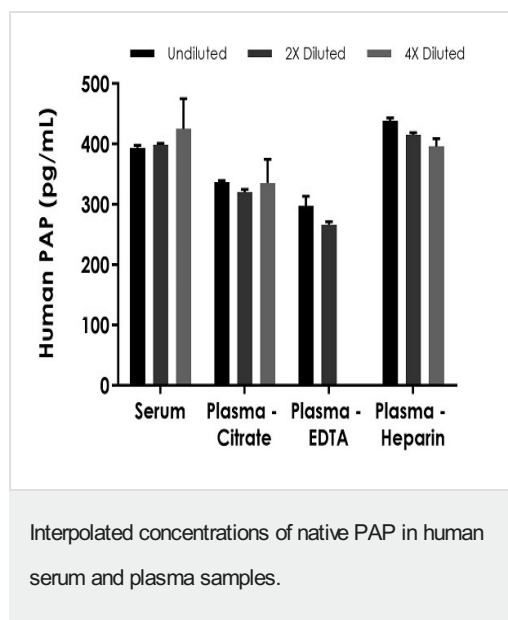 Undiluted 2X Diluted 4X Diluted
Human PAP (pg/mL)
500
400
300
200
100
0
Serum Plasma - Plasma - Plasma -
Citrate EDTA Heparin
Interpolated concentrations of native PAP in human
serum and plasma samples.